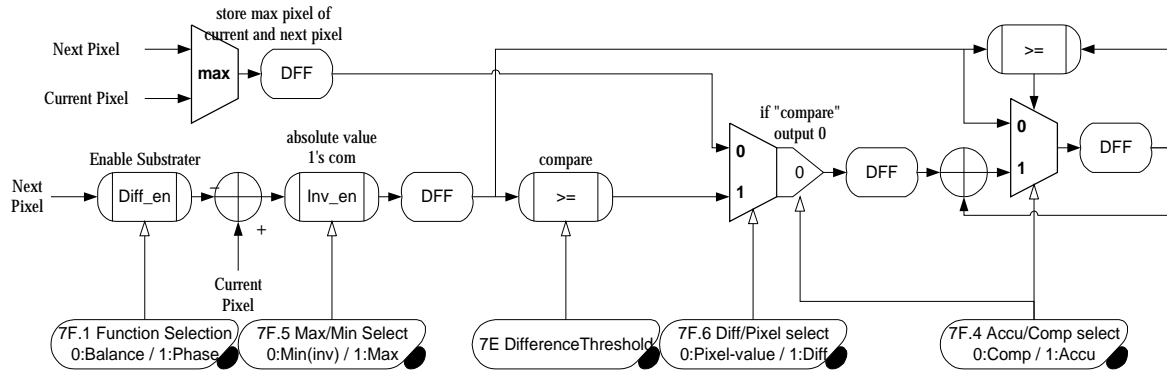 store max pixel of
current and next pixel
Next Pixel
max
DFF
>=
Current Pixel
if "compare"
output 0
absolute value
1's com
0
0
Enable Substrater
compare
DFF
Next
Pixel
Diff_en
−
Inv_en
DFF
>=
1
0
DFF
1
+
Current
Pixel
7F.1 Function Selection
0:Balance / 1:Phase
7F.5 Max/Min Select
0:Min(inv) / 1:Max
7E DifferenceThreshold
7F.6 Diff/Pixel select
0:Pixel-value / 1:Diff
7F.4 Accu/Comp select
0:Comp / 1:Accu